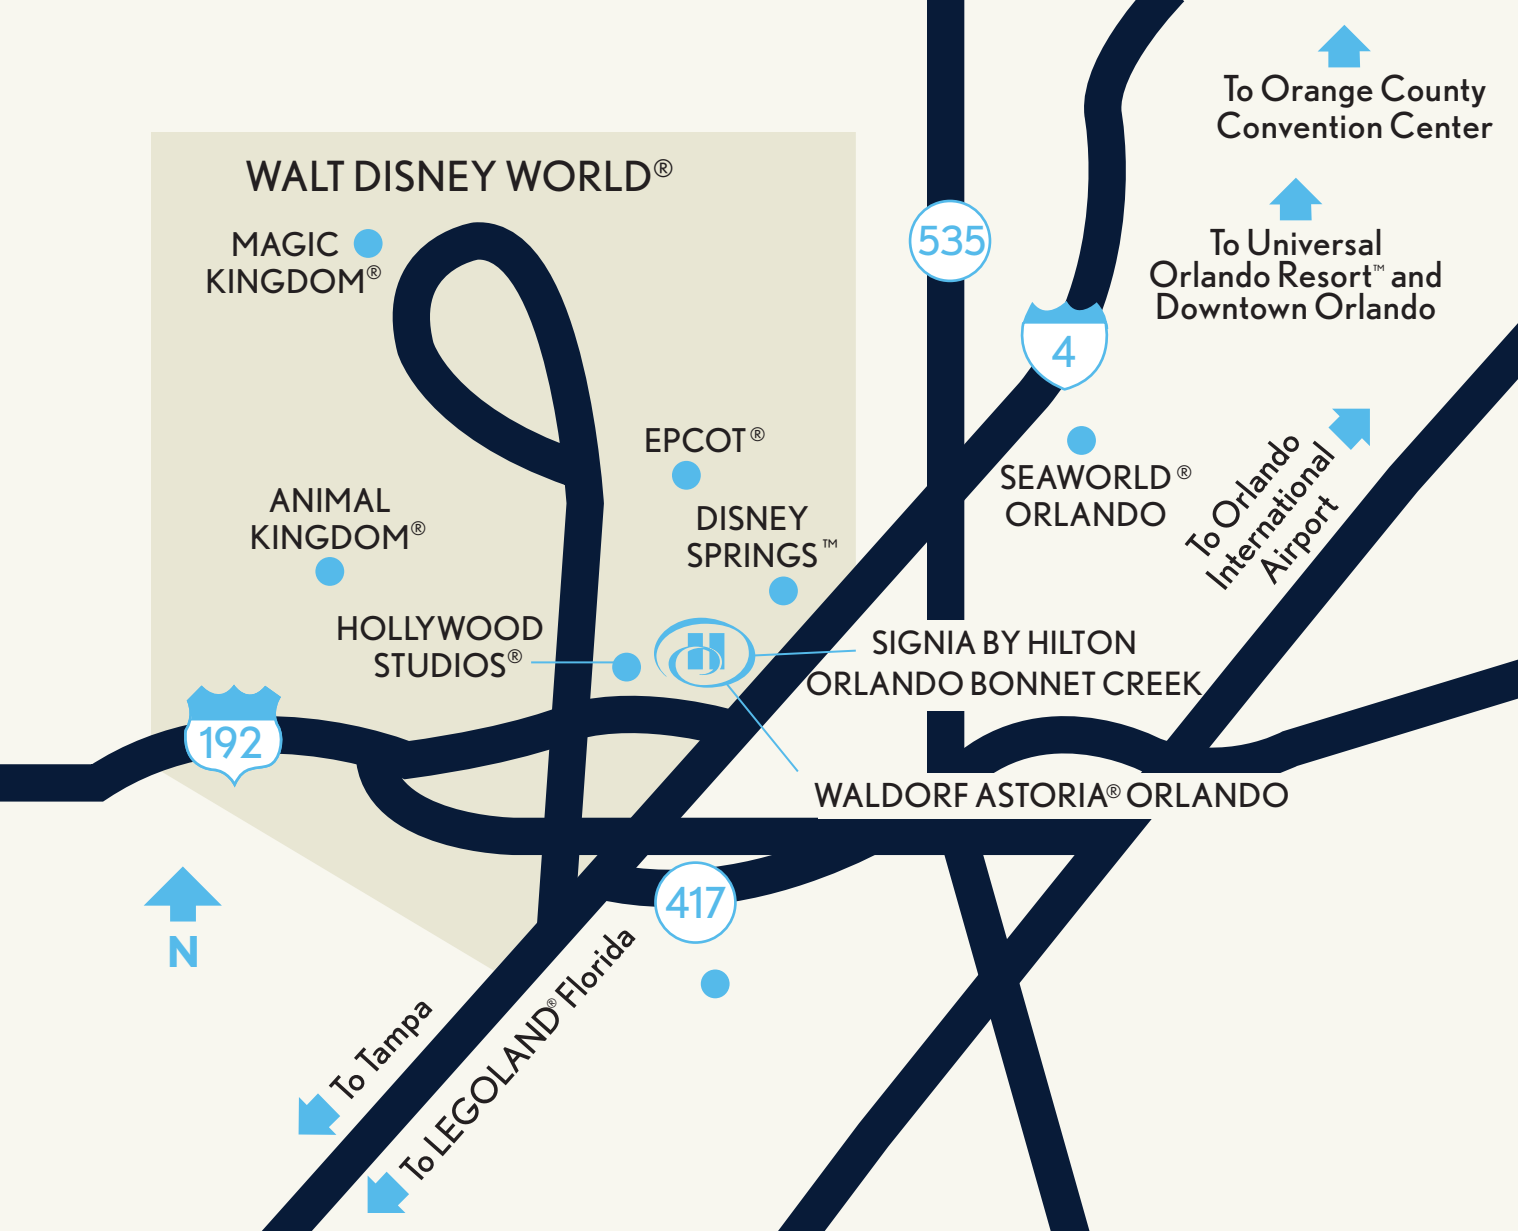 To Orange County
Convention Center
WALT DISNEY WORLD®
MAGIC
KINGDOM®
535
To Universal
Orlando Resort™ and
Downtown Orlando
4
EPCOT®
SEAWORLD®
ORLANDO
To Orlando
International
Airport
ANIMAL
KINGDOM®
DISNEY
SPRINGS™
HOLLYWOOD
STUDIOS®
H
SIGNIA BY HILTON
ORLANDO BONNET CREEK
192
WALDORF ASTORIA® ORLANDO
417
N
To Tampa
To LEGOLAND® Florida